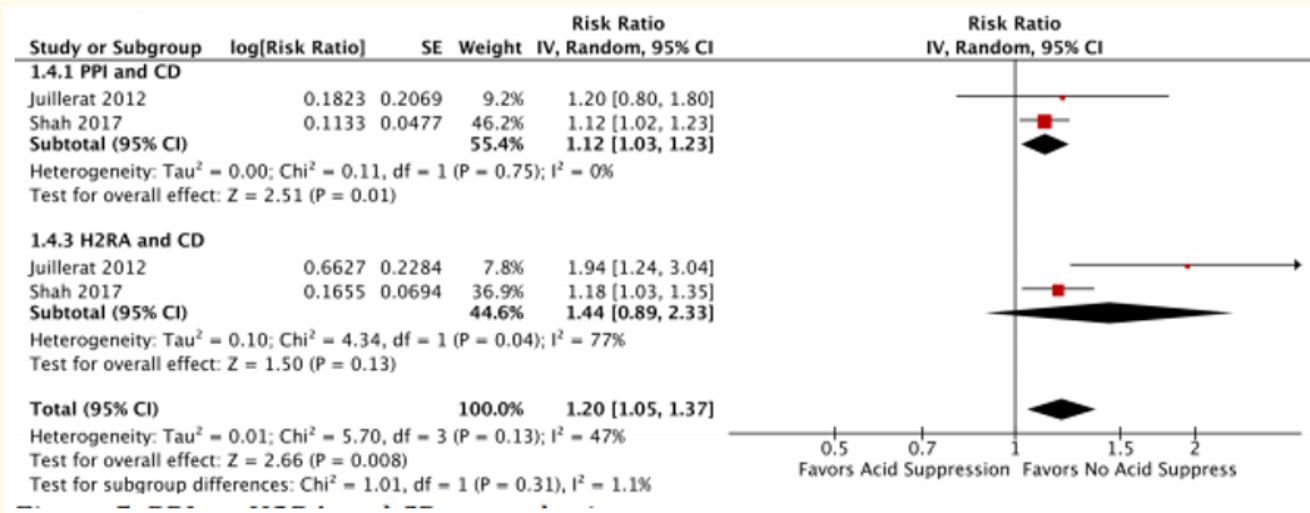 Risk Ratio Risk Ratio
Study or Subgroup log[Risk Ratio] SE Weight IV, Random, 95% CI IV, Random, 95% CI
1.4.1 PPI and CD
Juillerat 2012 0.1823 0.2069 9.2% 1.20 [0.80, 1.80]
Shah 2017 0.1133 0.0477 46.2% 1.12 [1.02, 1.23]
Subtotal (95% CI) 55.4% 1.12 [1.03, 1.23]
Heterogeneity: Tau² = 0.00; Chi² = 0.11, df = 1 (P = 0.75); I² = 0%
Test for overall effect: Z = 2.51 (P = 0.01)
1.4.3 H2RA and CD
Juillerat 2012 0.6627 0.2284 7.8% 1.94 [1.24, 3.04]
Shah 2017 0.1655 0.0694 36.9% 1.18 [1.03, 1.35]
Subtotal (95% CI) 44.6% 1.44 [0.89, 2.33]
Heterogeneity: Tau² = 0.10; Chi² = 4.34, df = 1 (P = 0.04); I² = 77%
Test for overall effect: Z = 1.50 (P = 0.13)
Total (95% CI) 100.0% 1.20 [1.05, 1.37]
Heterogeneity: Tau² = 0.01; Chi² = 5.70, df = 3 (P = 0.13); I² = 47%
0.5 0.7 1 1.5 2
Test for overall effect: Z = 2.66 (P = 0.008)
Favors Acid Suppression Favors No Acid Suppress
Test for subgroup differences: Chi² = 1.01, df = 1 (P = 0.31), I² = 1.1%